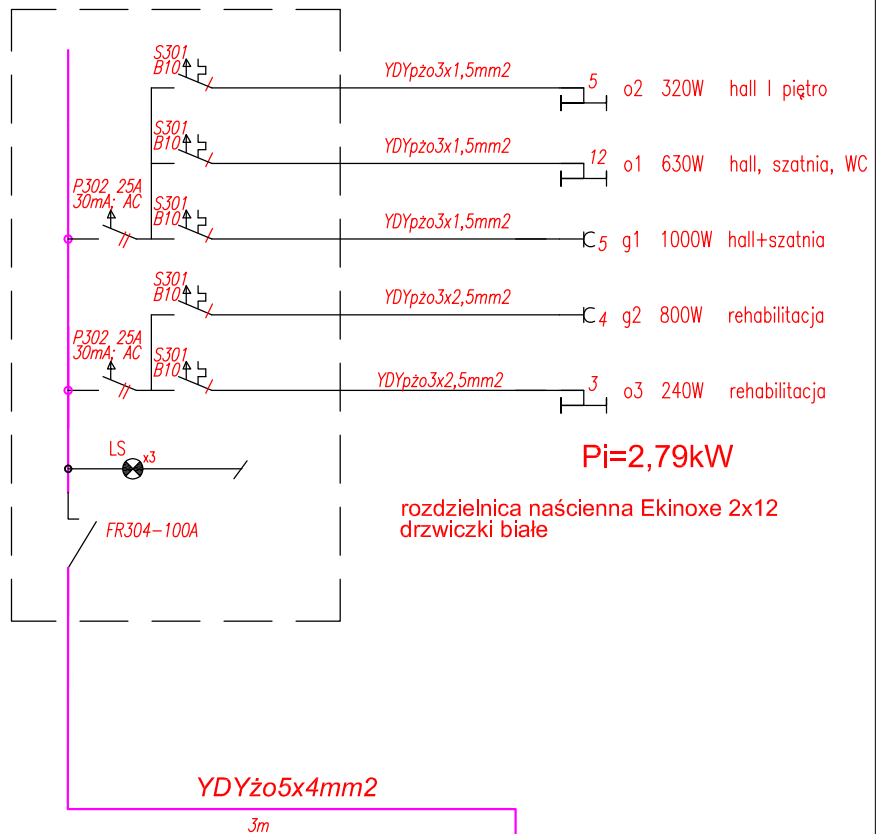 S301
B10
YDYpżo3x1,5mm2
5 o2 320W hall I piętro
S301
B10
YDYpżo3x1,5mm2
12 o1 630W hall, szatnia, WC
P302 25A
30mA; AC
S301
B10
YDYpżo3x1,5mm2
5 g1 1000W hall+szatnia
S301
B10
YDYpżo3x2,5mm2
4 g2 800W rehabilitacja
P302 25A
30mA; AC
S301
B10
YDYpżo3x2,5mm2
3 o3 240W rehabilitacja
LS x3
Pi=2,79kW
rozdzielnica naścienna Ekinoxe 2x12
drzwiczki białe
FR304-100A
YDYżo5x4mm2
3m